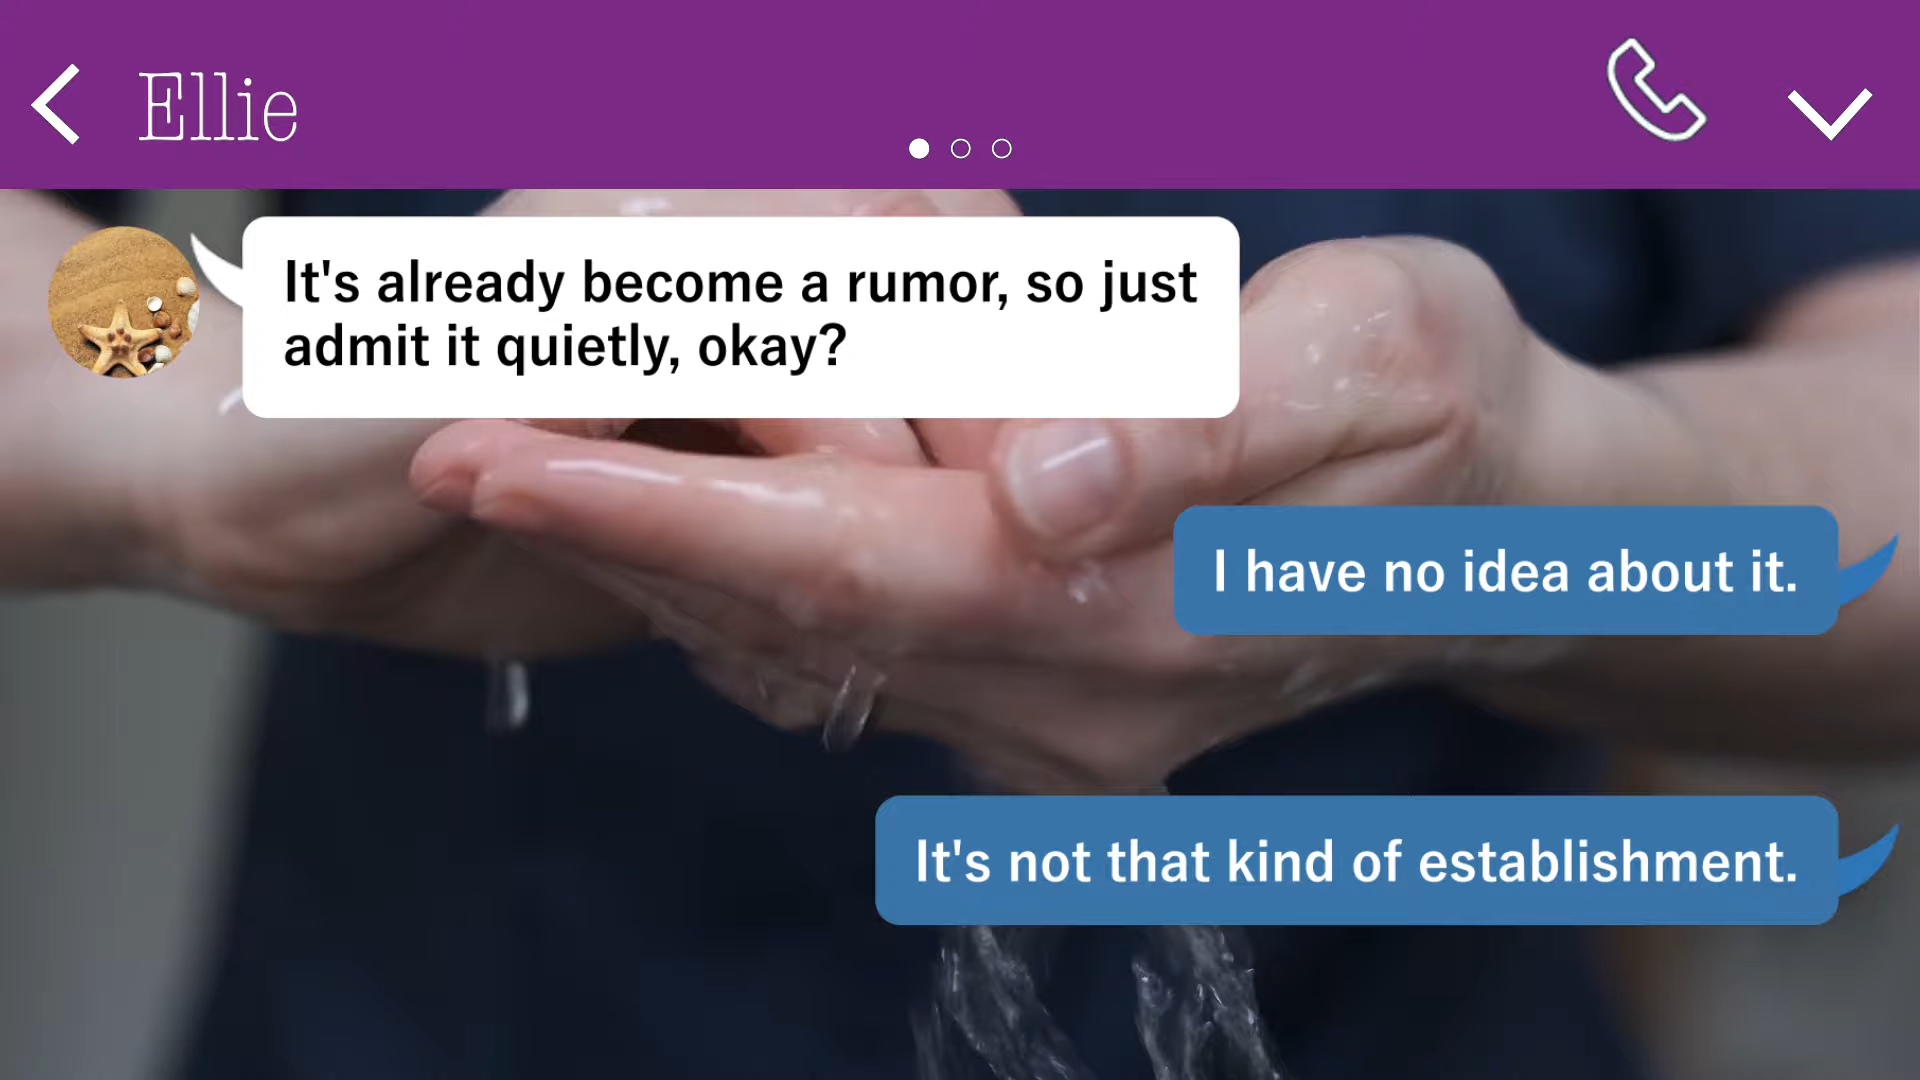 Ellie
It's already become a rumor, so just
admit it quietly, okay?
I have no idea about it.
It's not that kind of establishment.